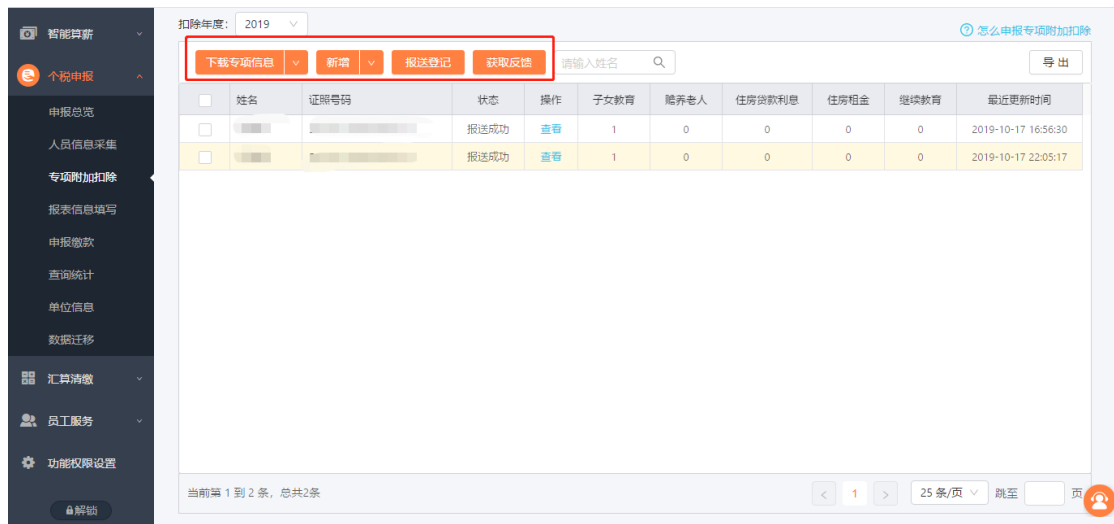 扣除年度： 2019
怎么申报专项附加扣除
智能算薪
个税申报
申报总览
人员信息采集
专项附加扣除
报表信息填写
申报缴款
查询统计
单位信息
数据迁移
汇算清缴
员工服务
功能权限设置
解锁
下载专项信息 新增 报送登记 获取反馈 请输入姓名 导出
姓名 证照号码 状态 操作 子女教育 赡养老人 住房贷款利息 住房租金 继续教育 最近更新时间
报送成功 查看 1 0 0 0 0 2019-10-17 16:56:30
报送成功 查看 1 0 0 0 0 2019-10-17 22:05:17
当前第 1 到 2 条，总共2条 < 1 > 25 条/页 跳至 页